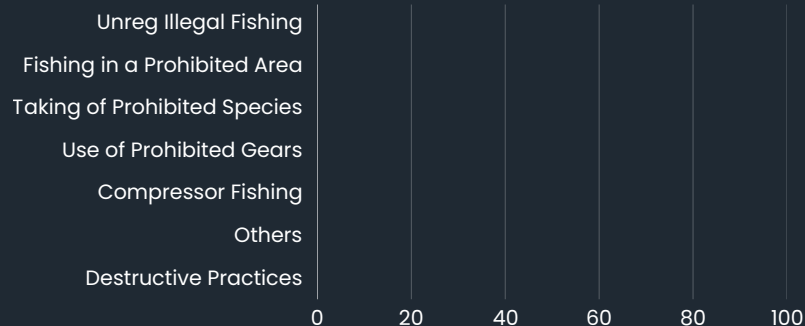 Unreg Illegal Fishing
Fishing in a Prohibited Area
Taking of Prohibited Species
Use of Prohibited Gears
Compressor Fishing
Others
Destructive Practices
0 20 40 60 80 100